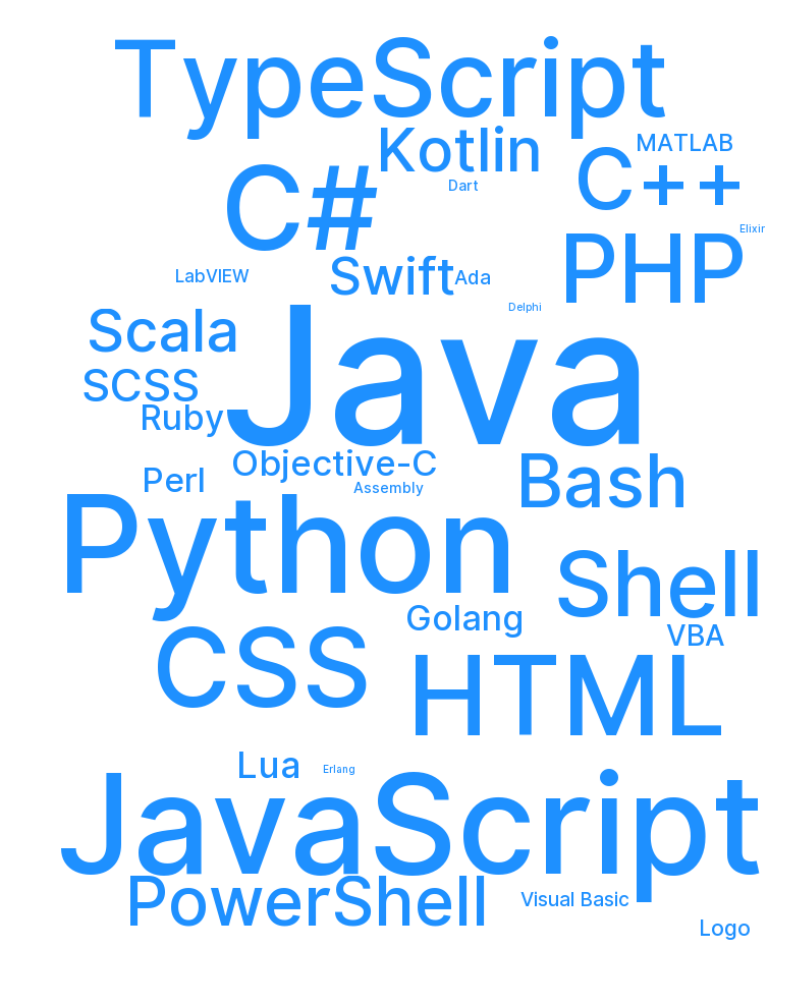 TypeScript
Kotlin
MATLAB
C++
C#
Dart
Elixir
PHP
LabVIEW
Swift
Ada
Delphi
Scala
Java
SCSS
Ruby
Objective-C
Bash
Perl
Assembly
Python
Shell
Golang
VBA
CSS
HTML
Lua
Erlang
JavaScript
PowerShell
Visual Basic
Logo